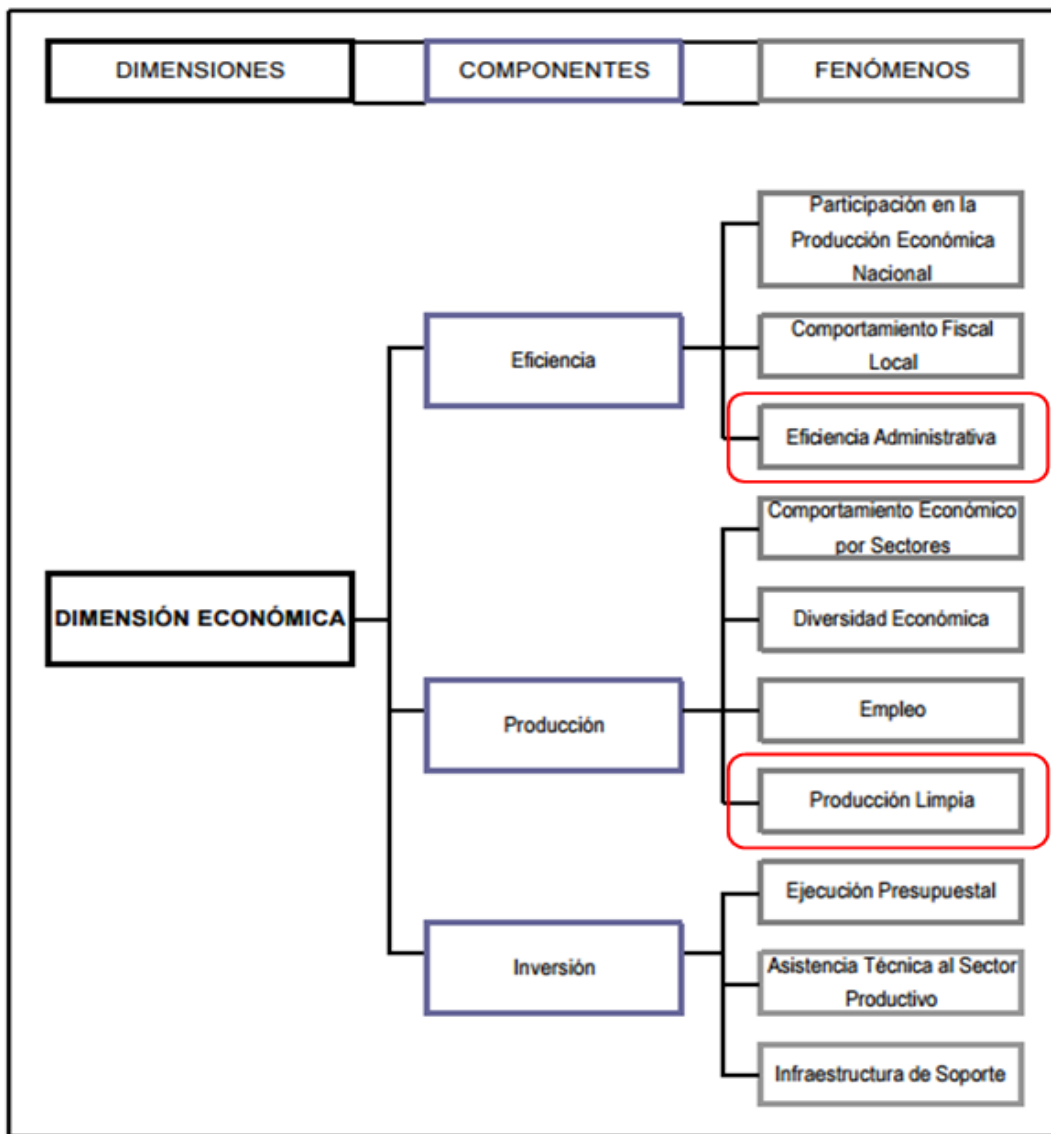 DIMENSIONES
COMPONENTES
FENÓMENOS
Participación en la
Producción Económica
Nacional
Eficiencia
Comportamiento Fiscal
Local
Eficiencia Administrativa
Comportamiento Económico
por Sectores
DIMENSIÓN ECONÓMICA
Diversidad Económica
Producción
Empleo
Producción Limpia
Ejecución Presupuestal
Inversión
Asistencia Técnica al Sector
Productivo
Infraestructura de Soporte